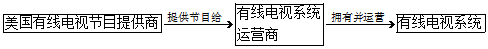 美国有线电视节目提供商
提供节目给
有线电视系统
运营商
拥有并运营
有线电视系统